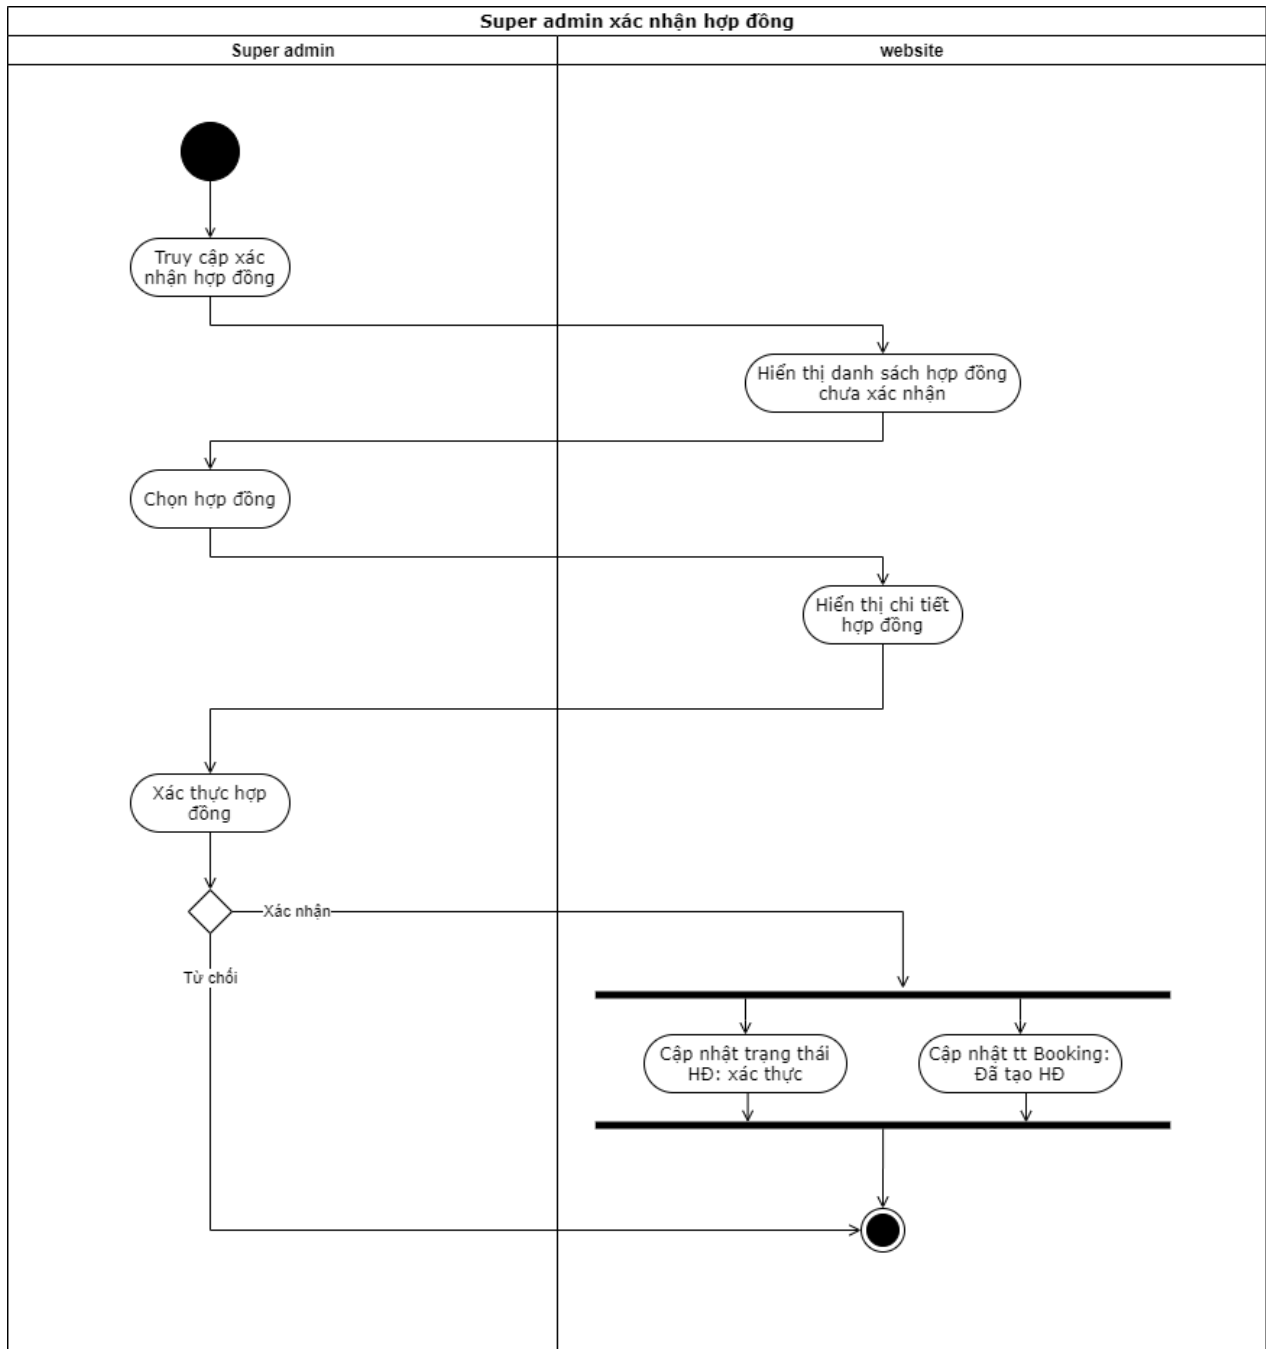 Super admin xác nhận hợp đồng
Super admin
website
Truy cập xác
nhận hợp đồng
Hiển thị danh sách hợp đồng
chưa xác nhận
Chọn hợp đồng
Hiển thị chi tiết
hợp đồng
Xác thực hợp
đồng
Xác nhận
Từ chối
Cập nhật trạng thái
HĐ: xác thực
Cập nhật tt Booking:
Đã tạo HĐ